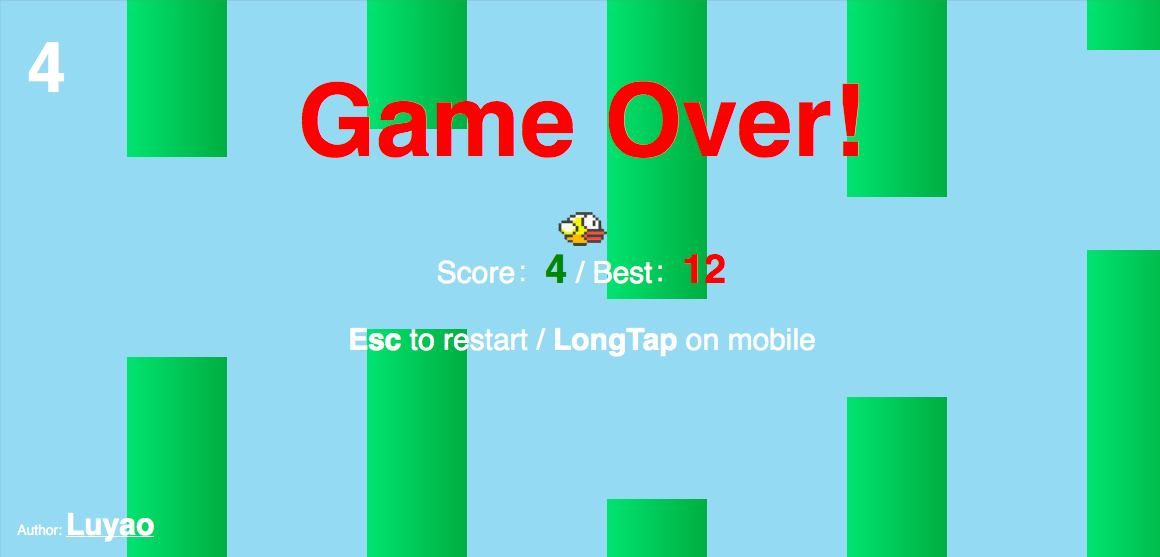 4
Game Over!
Score： 4 / Best： 12
Esc to restart / LongTap on mobile
Author: Luyao